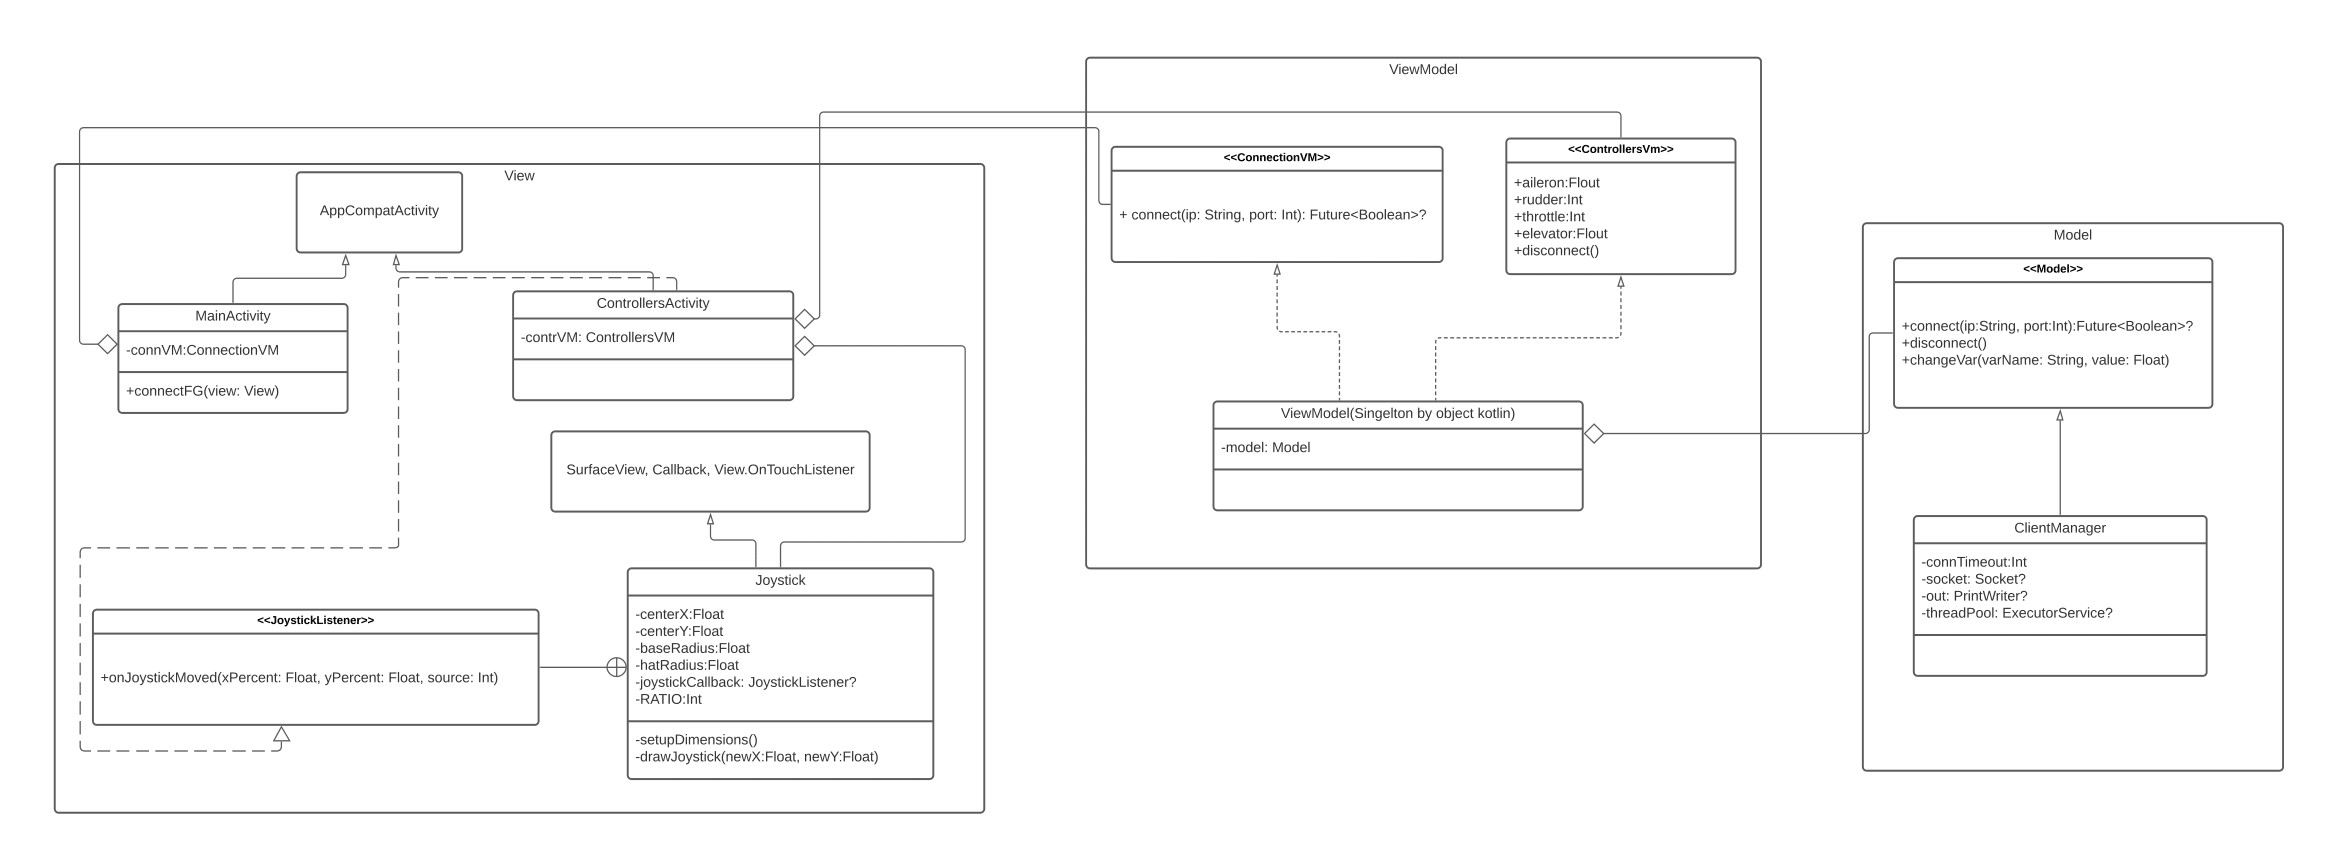 View
AppCompatActivity
MainActivity
-connVM:ConnectionVM
+connectFG(view: View)
ControllersActivity
-contrVM: ControllersVM
SurfaceView, Callback, View.OnTouchListener
<<JoystickListener>>
+onJoystickMoved(xPercent: Float, yPercent: Float, source: Int)
Joystick
-centerX:Float
-centerY:Float
-baseRadius:Float
-hatRadius:Float
-joystickCallback: JoystickListener?
-RATIO:Int
-setupDimensions()
-drawJoystick(newX:Float, newY:Float)
ViewModel
<<ConnectionVM>>
+ connect(ip: String, port: Int): Future<Boolean>?
<<ControllersVm>>
+aileron:Flout
+rudder:Int
+throttle:Int
+elevator:Flout
+disconnect()
ViewModel(Singelton by object kotlin)
-model: Model
Model
<<Model>>
+connect(ip:String, port:Int):Future<Boolean>?
+disconnect()
+changeVar(varName: String, value: Float)
ClientManager
-connTimeout:Int
-socket: Socket?
-out: PrintWriter?
-threadPool: ExecutorService?